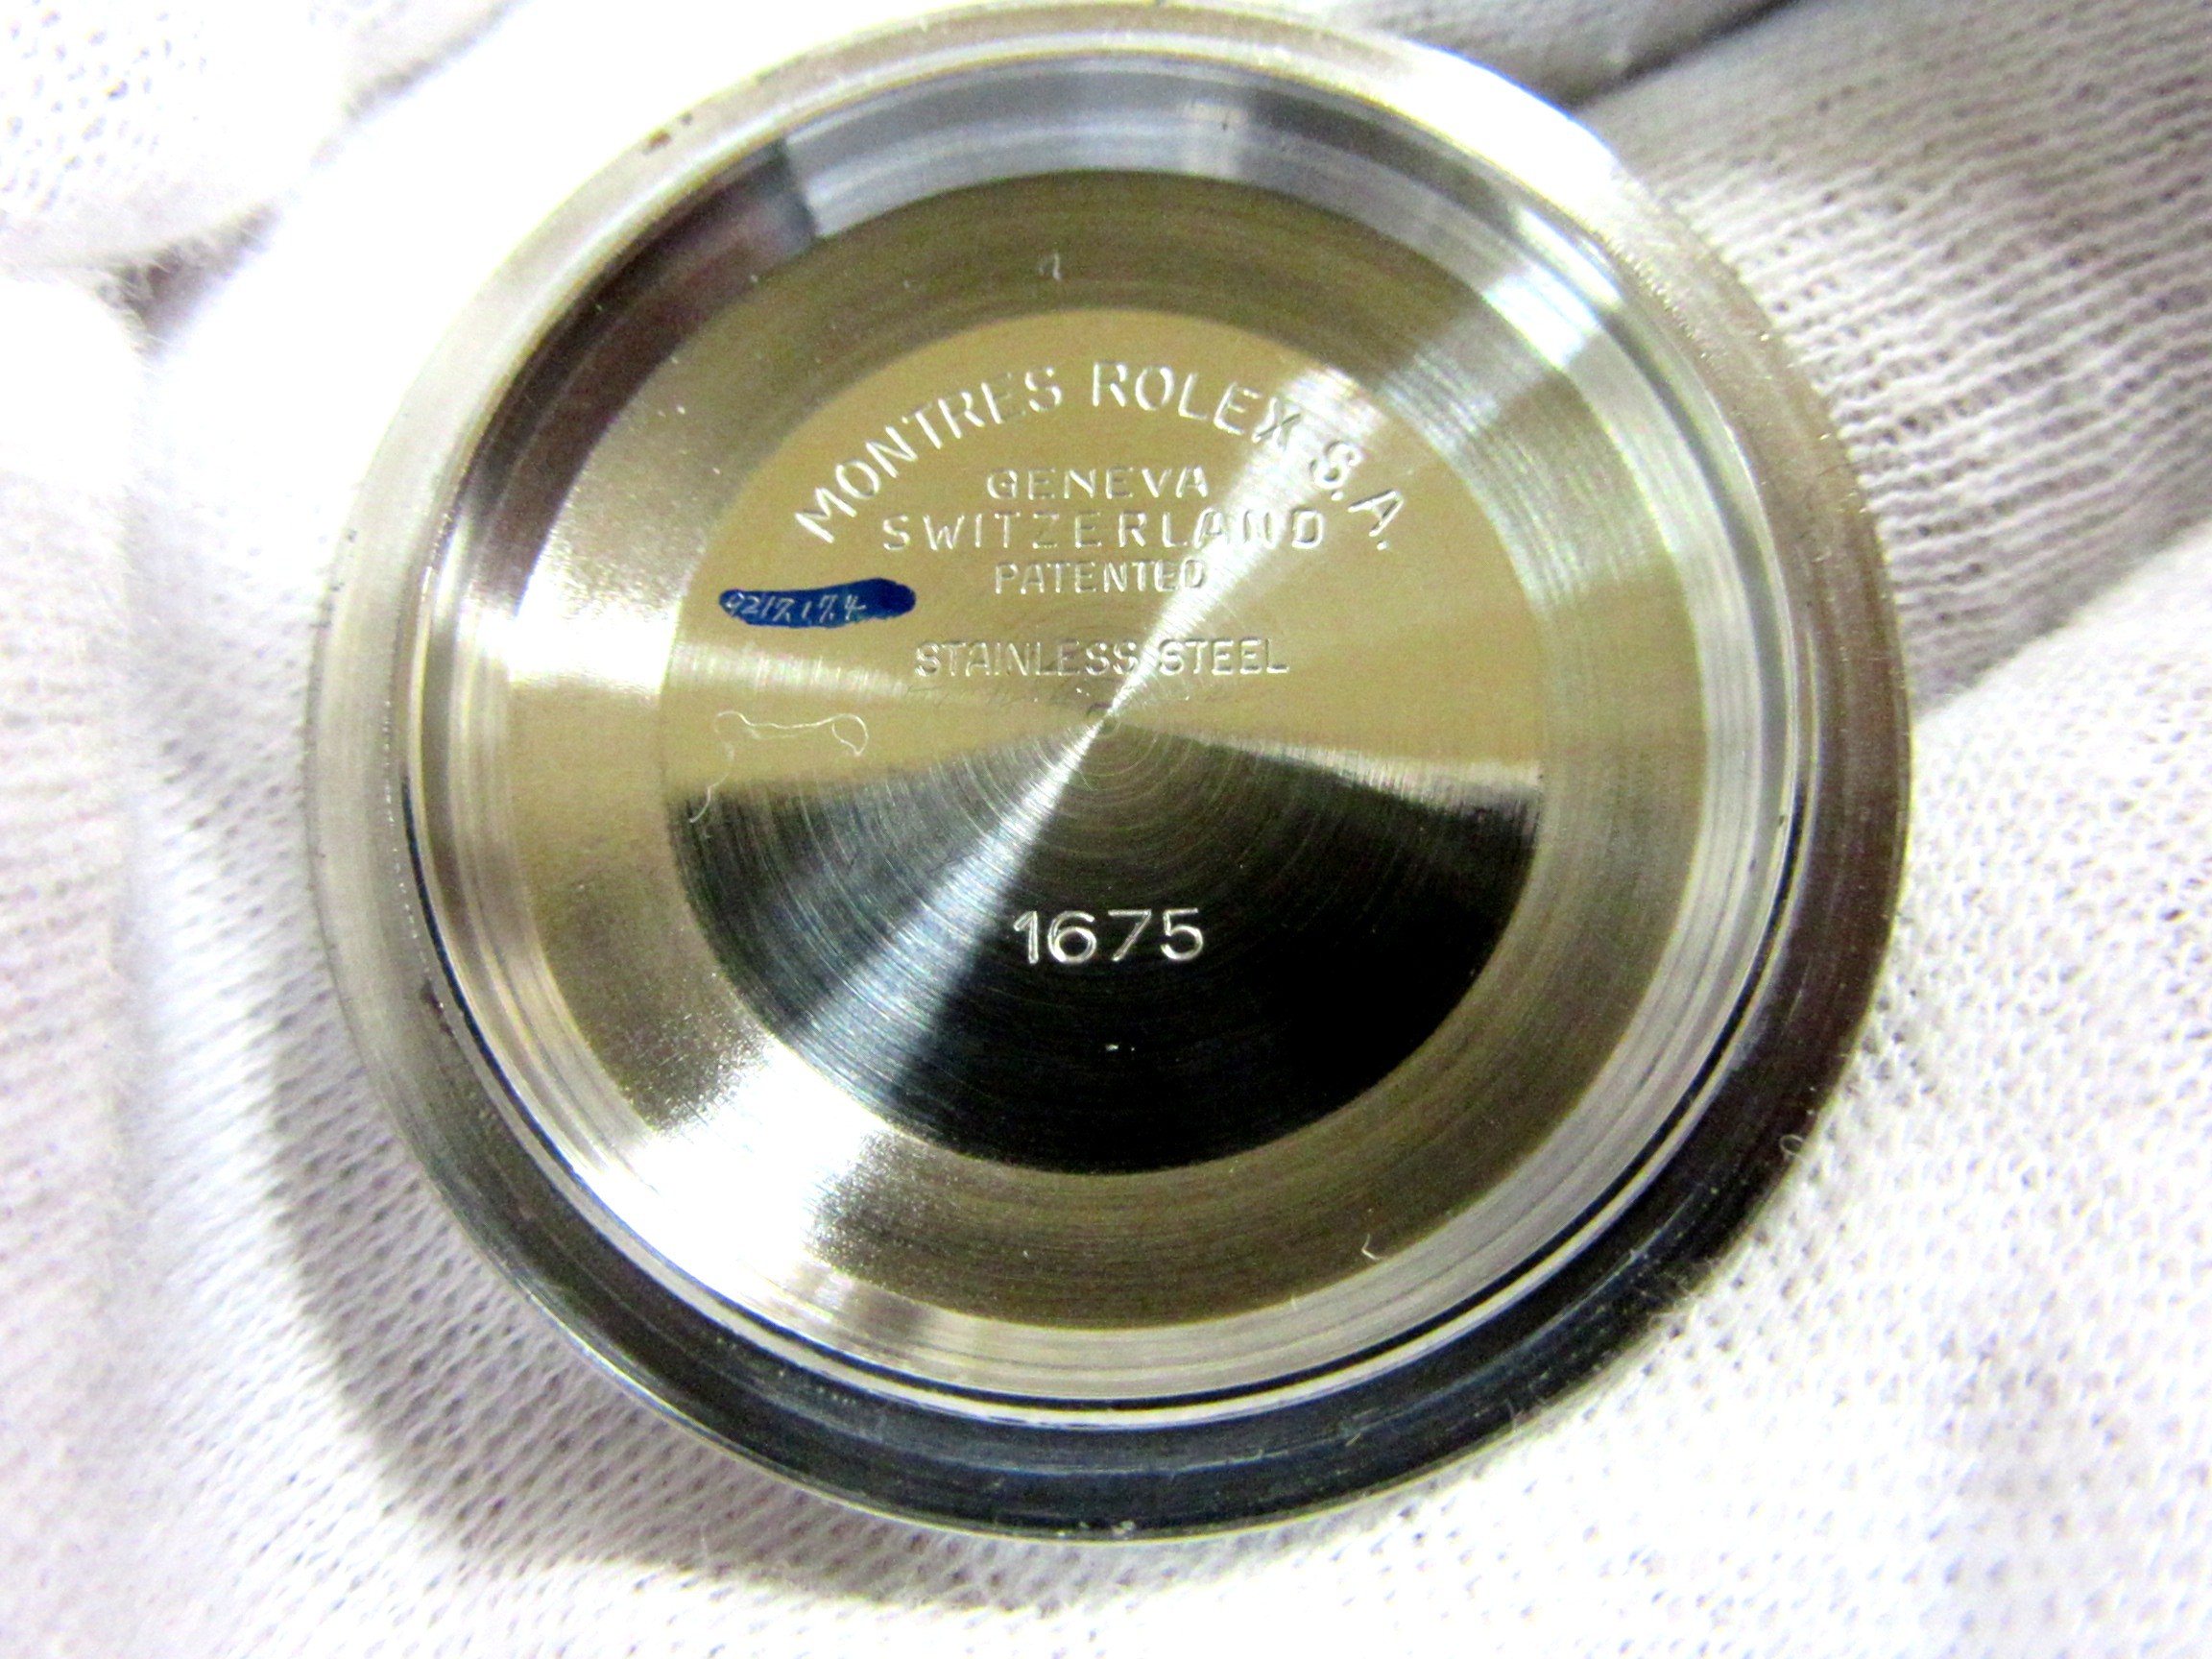 MONTRES ROLEX S.A.
GENEVA
SWITZERLAND
PATENTED
STAINLESS STEEL
1675